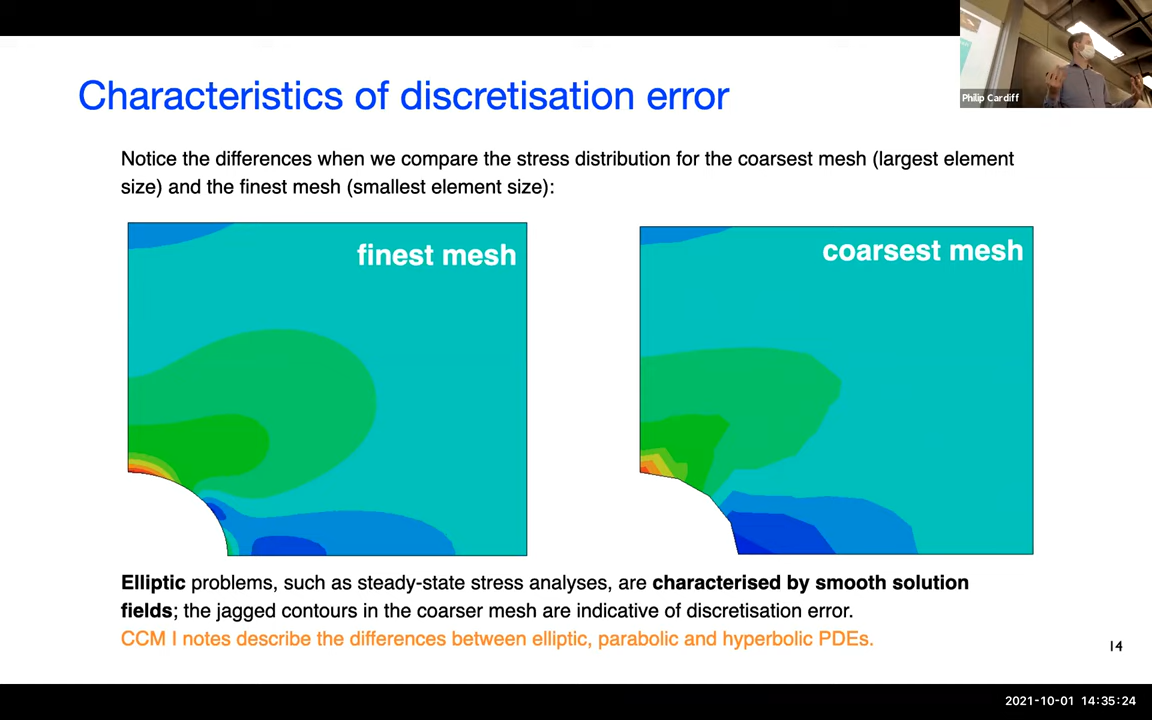 Characteristics of discretisation error
Philip Cardiff
Notice the differences when we compare the stress distribution for the coarsest mesh (largest element
size) and the finest mesh (smallest element size):
finest mesh
coarsest mesh
Elliptic problems, such as steady-state stress analyses, are characterised by smooth solution
fields; the jagged contours in the coarser mesh are indicative of discretisation error.
CCM I notes describe the differences between elliptic, parabolic and hyperbolic PDEs.
14
2021-10-01 14:35:24